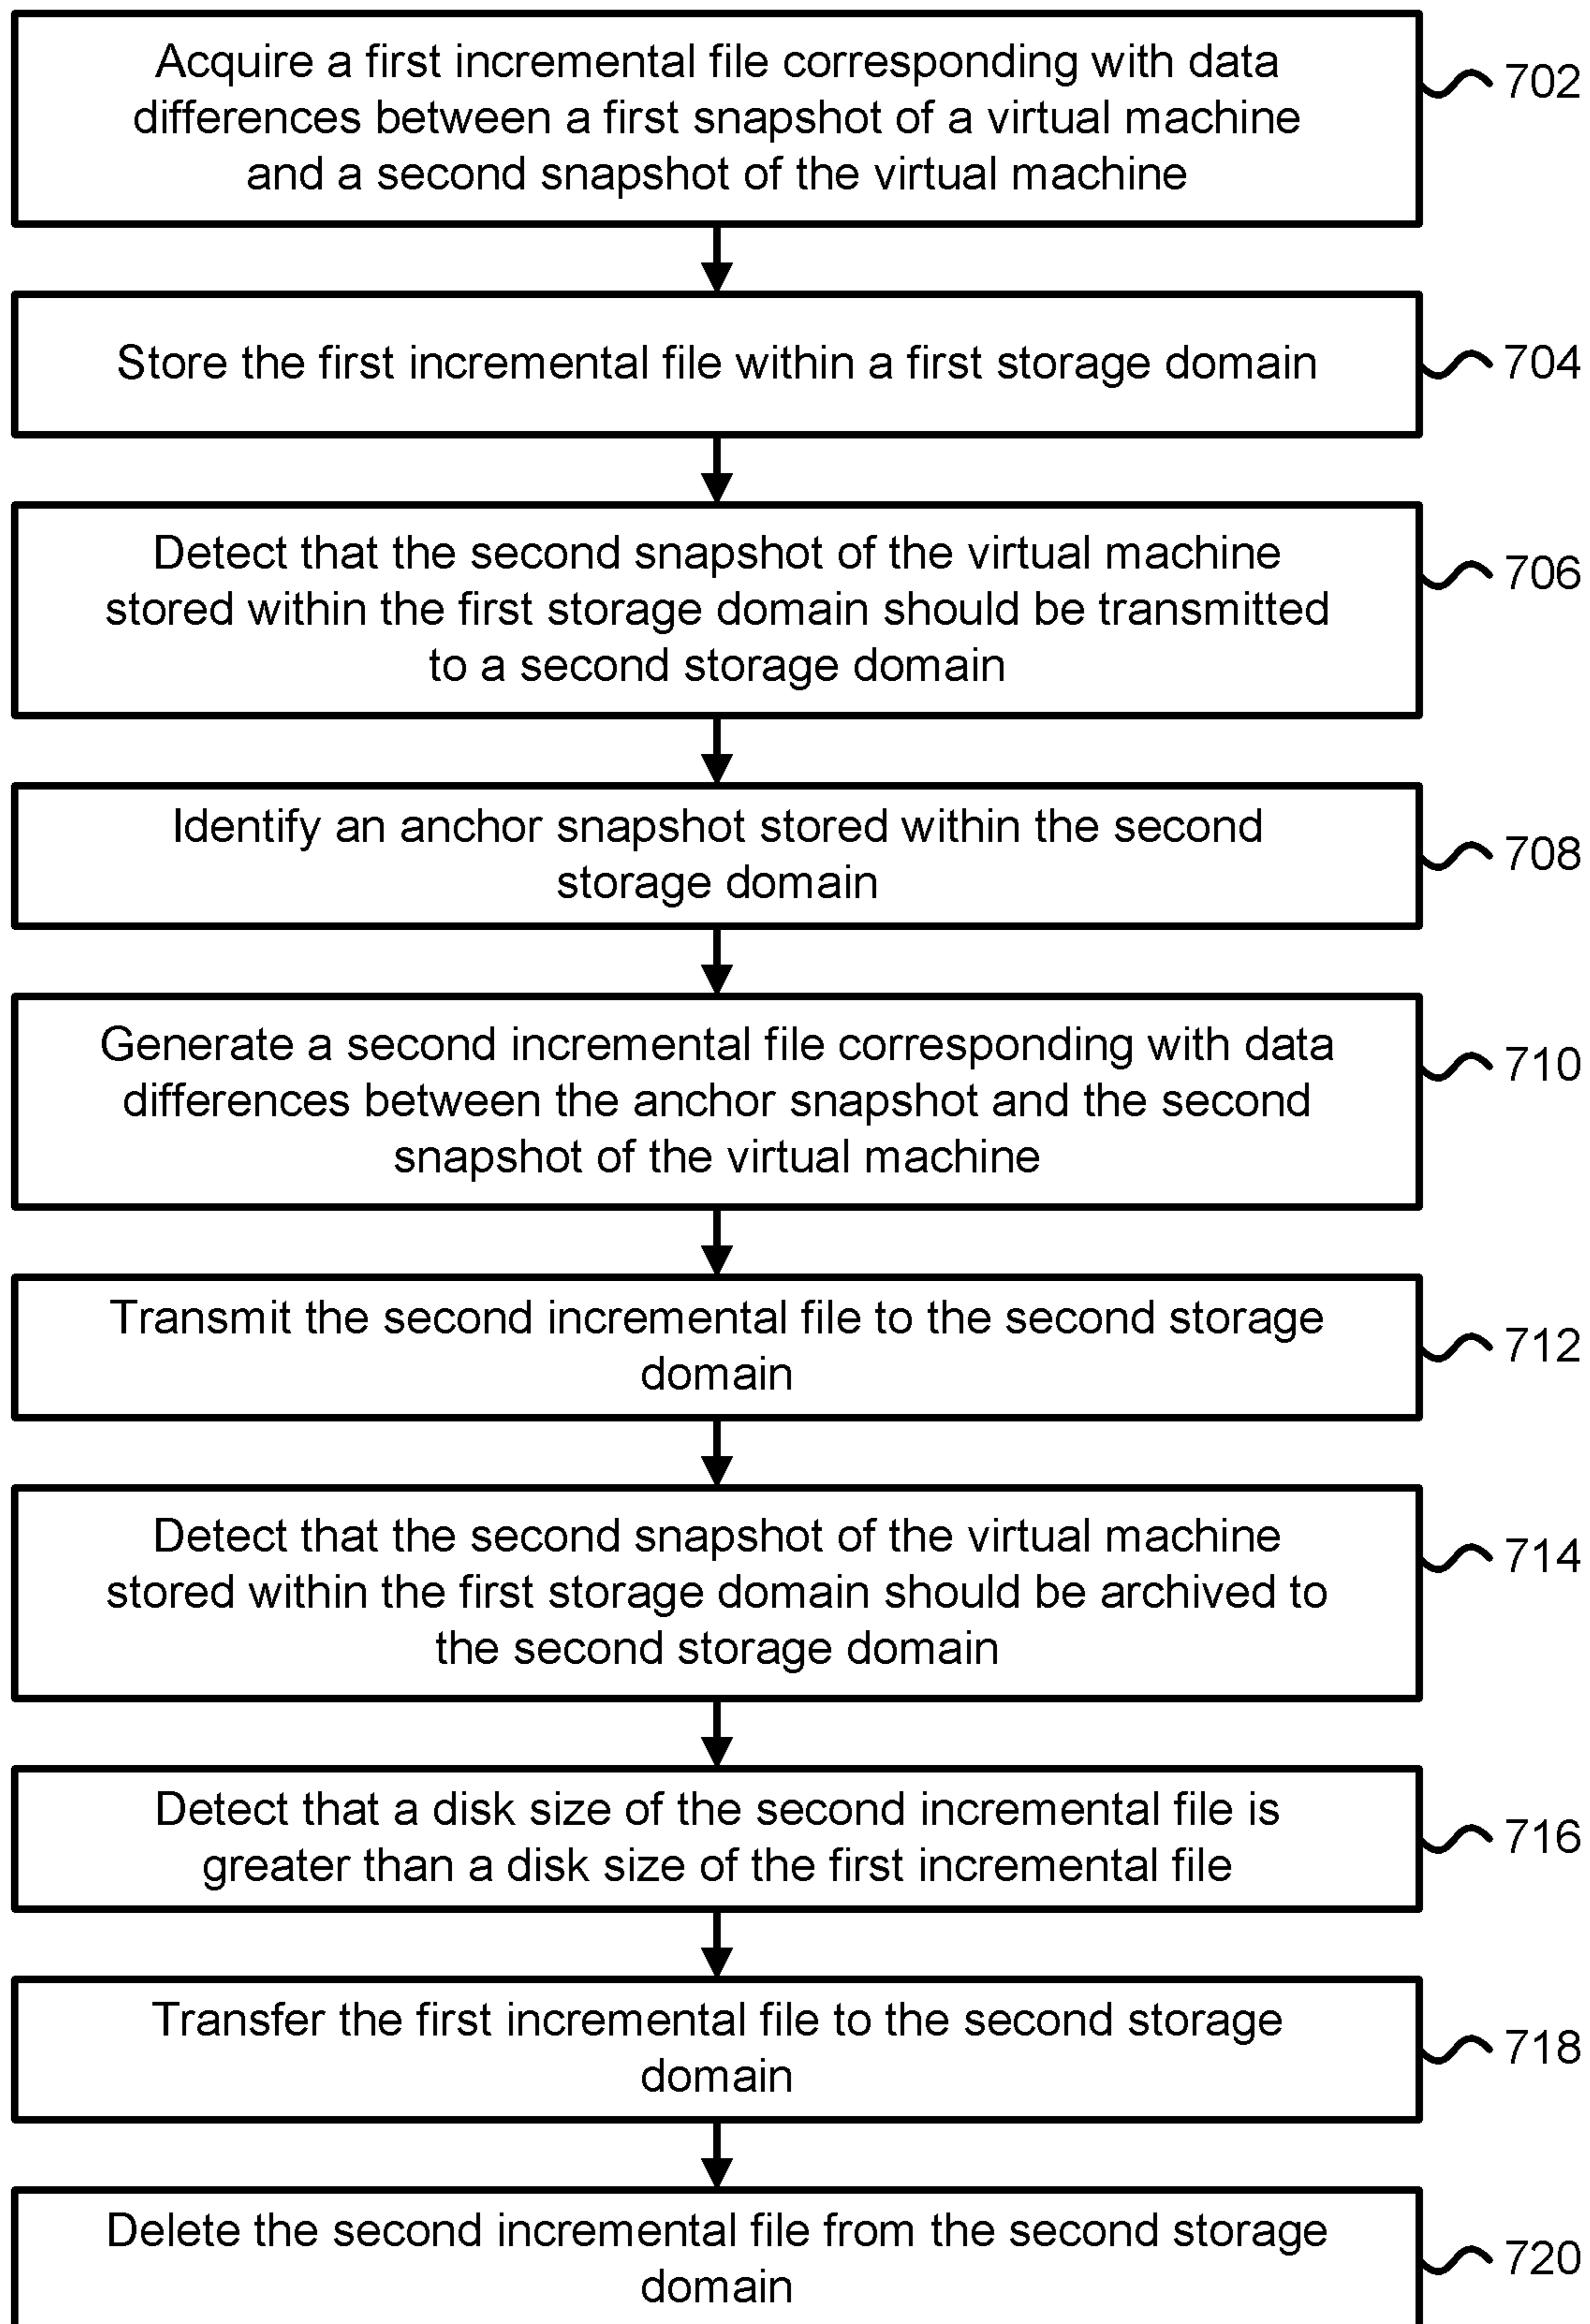 Acquire a first incremental file corresponding with data
differences between a first snapshot of a virtual machine
and a second snapshot of the virtual machine
702
Store the first incremental file within a first storage domain
704
Detect that the second snapshot of the virtual machine
stored within the first storage domain should be transmitted
to a second storage domain
706
Identify an anchor snapshot stored within the second
storage domain
708
Generate a second incremental file corresponding with data
differences between the anchor snapshot and the second
snapshot of the virtual machine
710
Transmit the second incremental file to the second storage
domain
712
Detect that the second snapshot of the virtual machine
stored within the first storage domain should be archived to
the second storage domain
714
Detect that a disk size of the second incremental file is
greater than a disk size of the first incremental file
716
Transfer the first incremental file to the second storage
domain
718
Delete the second incremental file from the second storage
domain
720